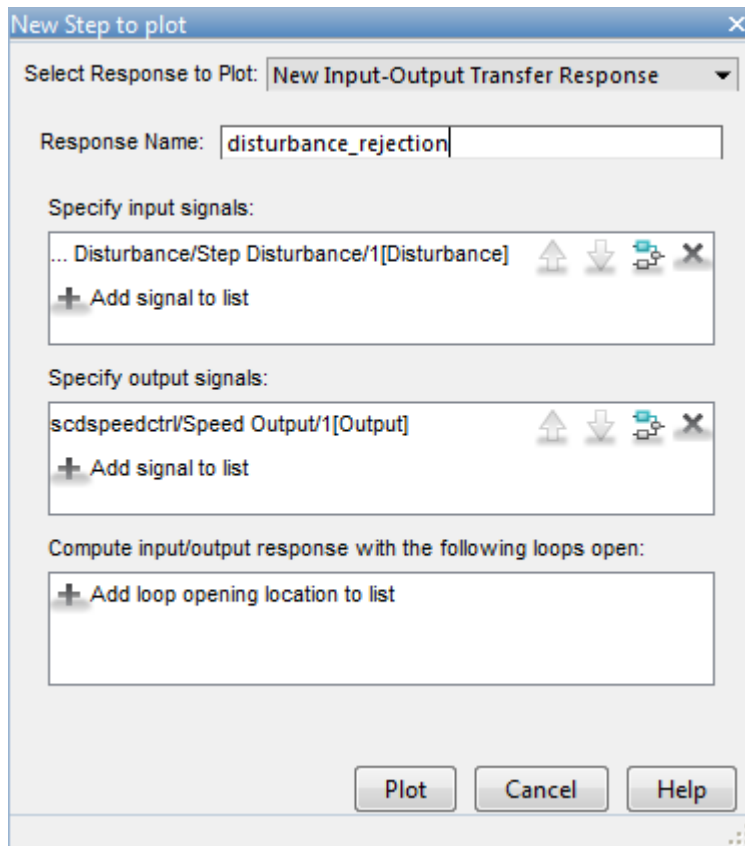 New Step to plot
Select Response to Plot: New Input-Output Transfer Response
Response Name: disturbance_rejection
Specify input signals:
... Disturbance/Step Disturbance/1[Disturbance]
Add signal to list
Specify output signals:
scdspeedctrl/Speed Output/1[Output]
Add signal to list
Compute input/output response with the following loops open:
Add loop opening location to list
Plot Cancel Help